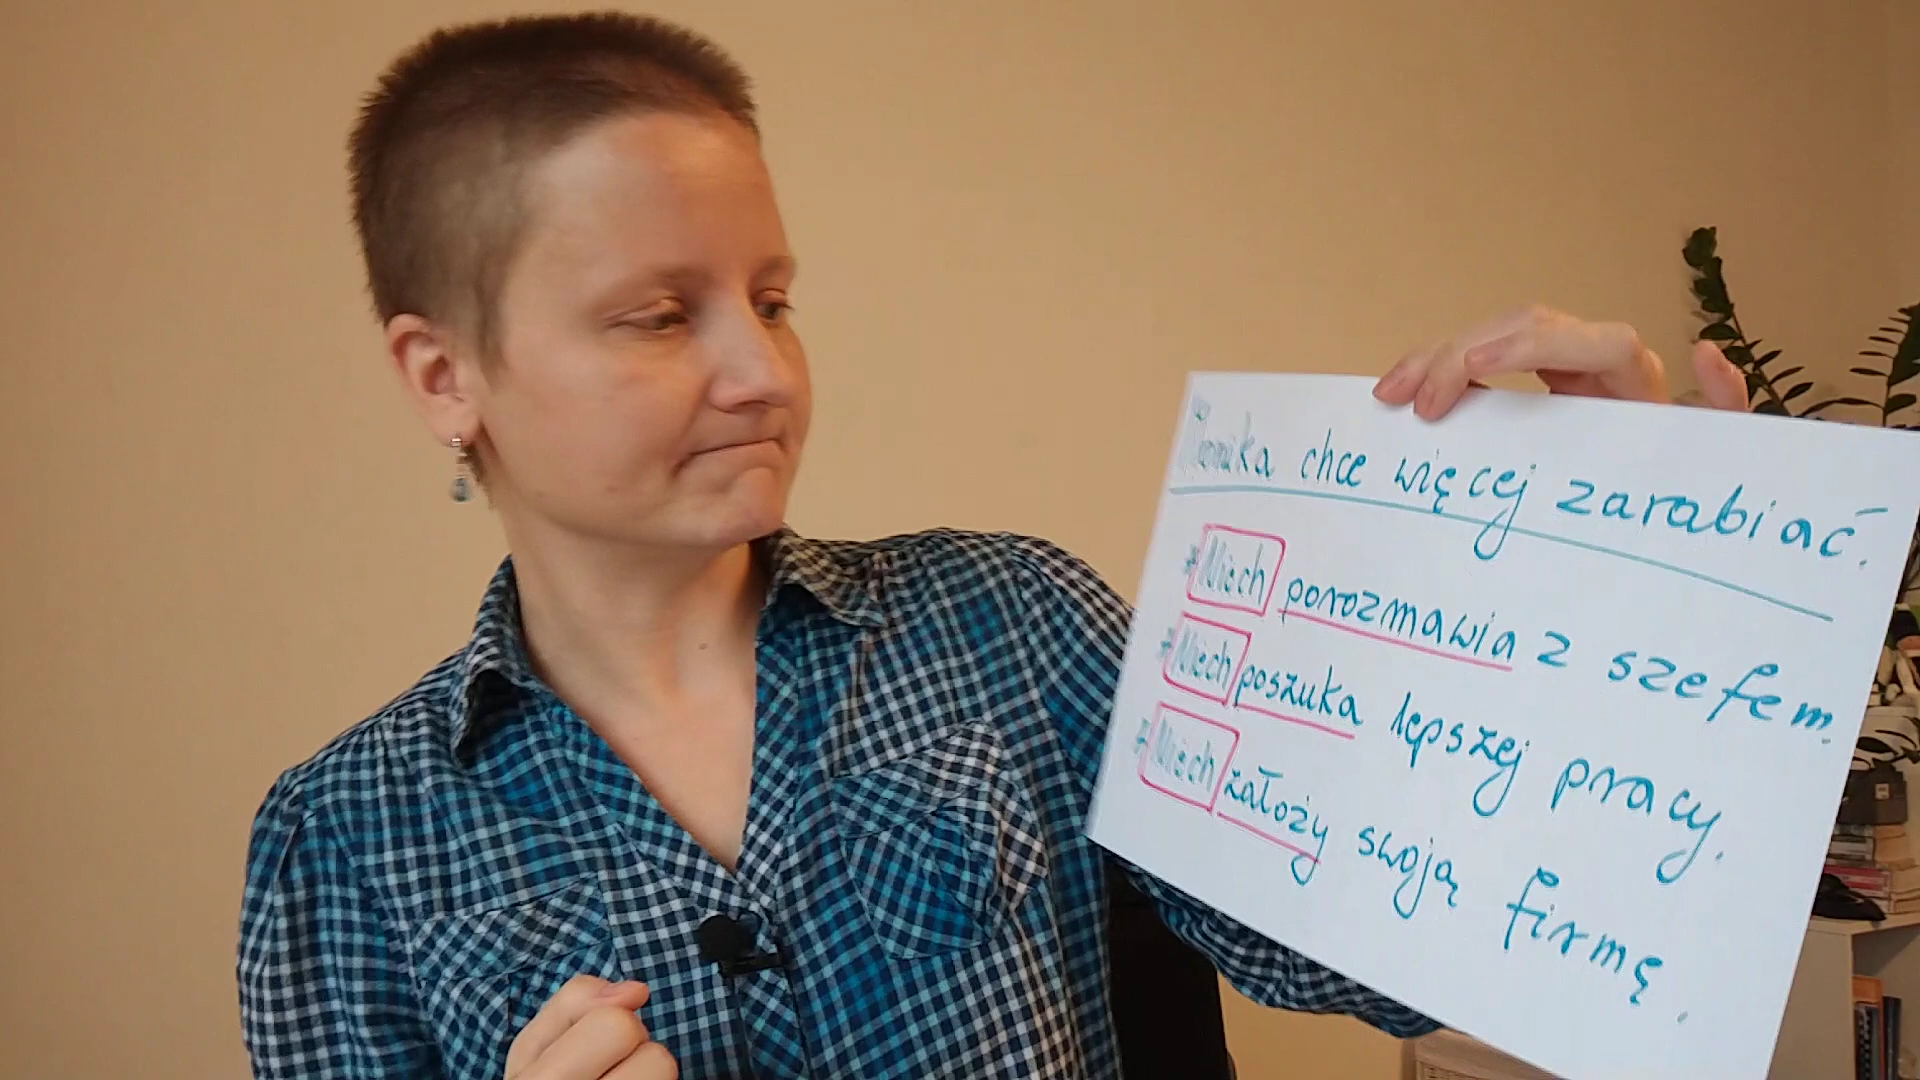 chce więcej zarabiać.
* Niech porozmawia z szefem.
* Niech poszuka lepszej pracy.
* Niech założy swoją firmę.